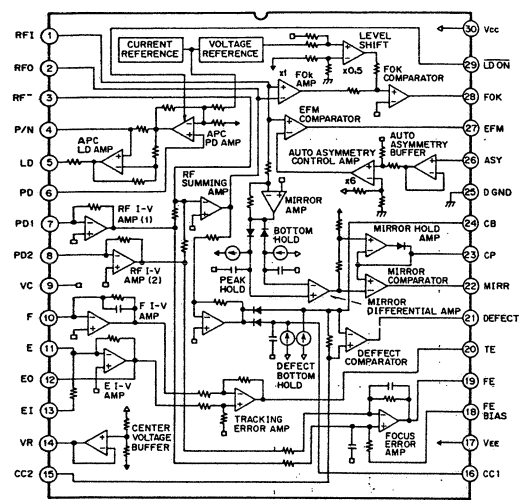 RFI 1
RFO 2
RF⁻ 3
P/N 4
LD 5
PD 6
PD1 7
PD2 8
VC 9
F 10
E 11
EO 12
EI 13
VR 14
CC2 15
CURRENT
REFERENCE
VOLTAGE
REFERENCE
LEVEL
SHIFT
×1
FOk AMP
×0.5
FOK COMPARATOR
EFM
COMPARATOR
APC
LD AMP
APC
PD AMP
AUTO
ASYMMETRY
BUFFER
AUTO ASYMMETRY
CONTROL AMP
×6
RF
SUMMING AMP
MIRROR
AMP
RF I-V
AMP (1)
BOTTOM
HOLD
MIRROR HOLD
AMP
RF I-V
AMP (2)
PEAK
HOLD
MIRROR
COMPARATOR
MIRROR
DIFFERENTIAL AMP
F I-V
AMP
DEFFECT
COMPARATOR
DEFECT
BOTTOM
HOLD
E I-V
AMP
TRACKING
ERROR AMP
CENTER
VOLTAGE
BUFFER
FOCUS
ERROR
AMP
30 Vcc
29 LD ON
28 FOK
27 EFM
26 ASY
25 D GND
24 CB
23 CP
22 MIRR
21 DEFECT
20 TE
19 FE
18 FE
BIAS
17 VEE
16 CC1